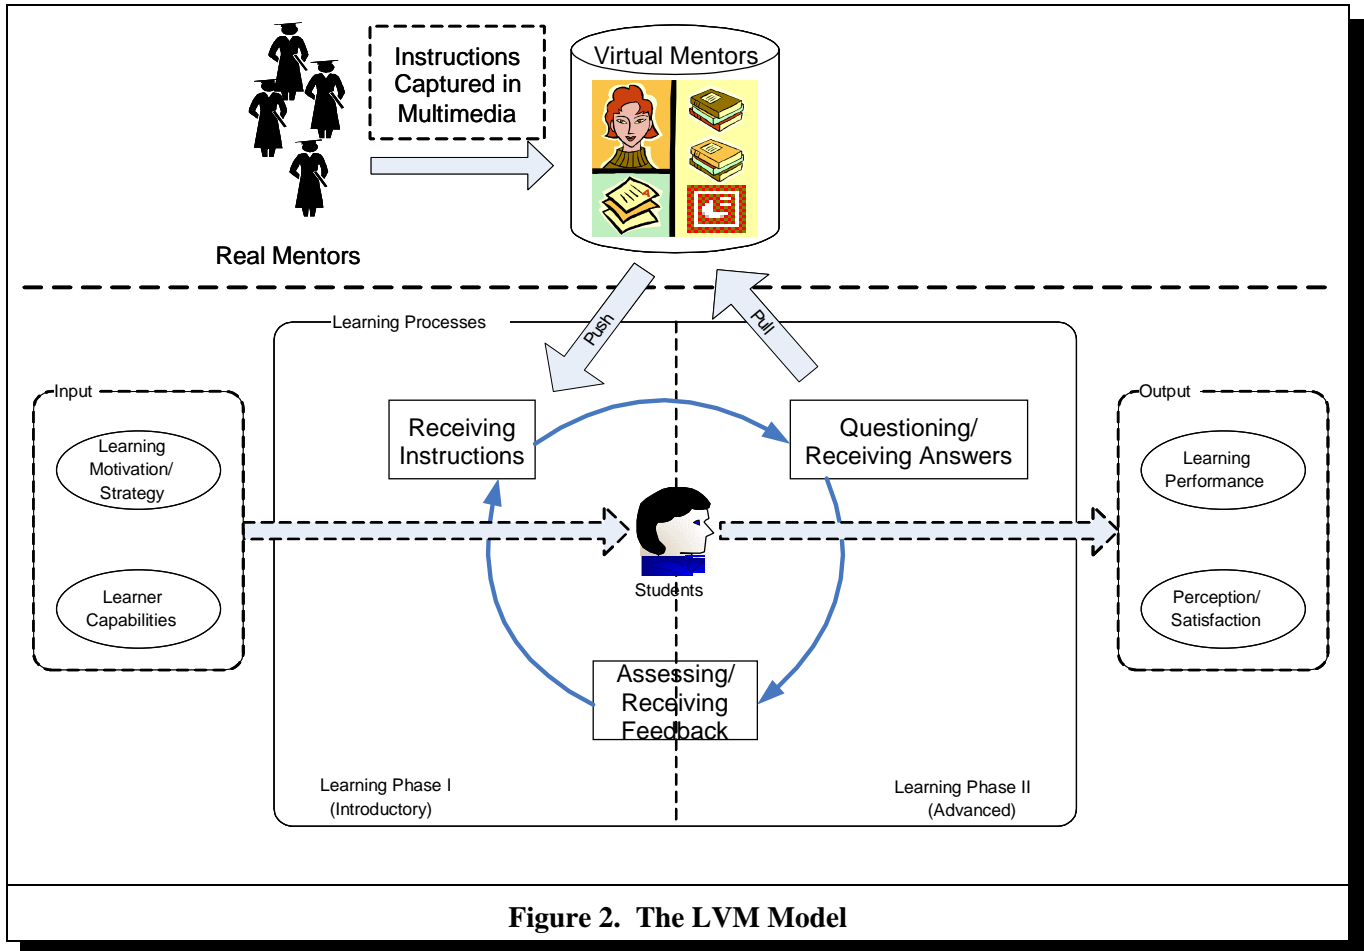 Instructions
Captured in
Multimedia
Virtual Mentors
A
Real Mentors
Push
Pull
Learning Processes
Input
Learning
Motivation/
Strategy
Learner
Capabilities
Receiving
Instructions
Questioning/
Receiving Answers
Students
Assessing/
Receiving
Feedback
Learning Phase I
(Introductory)
Learning Phase II
(Advanced)
Output
Learning
Performance
Perception/
Satisfaction
Figure 2. The LVM Model